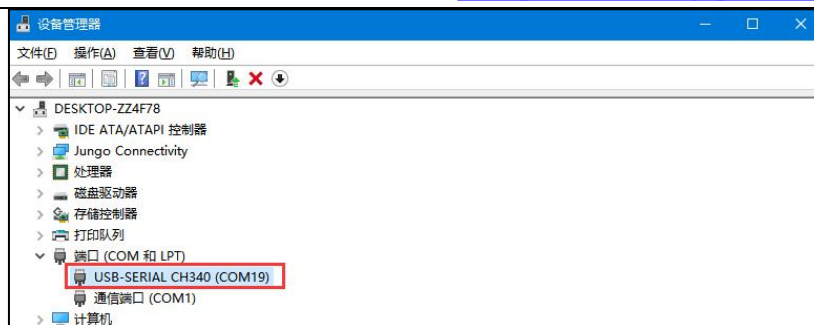 设备管理器
文件(F) 操作(A) 查看(V) 帮助(H)
DESKTOP-ZZ4F78
IDE ATA/ATAPI 控制器
Jungo Connectivity
处理器
磁盘驱动器
存储控制器
打印队列
端口 (COM 和 LPT)
USB-SERIAL CH340 (COM19)
通信端口 (COM1)
计算机